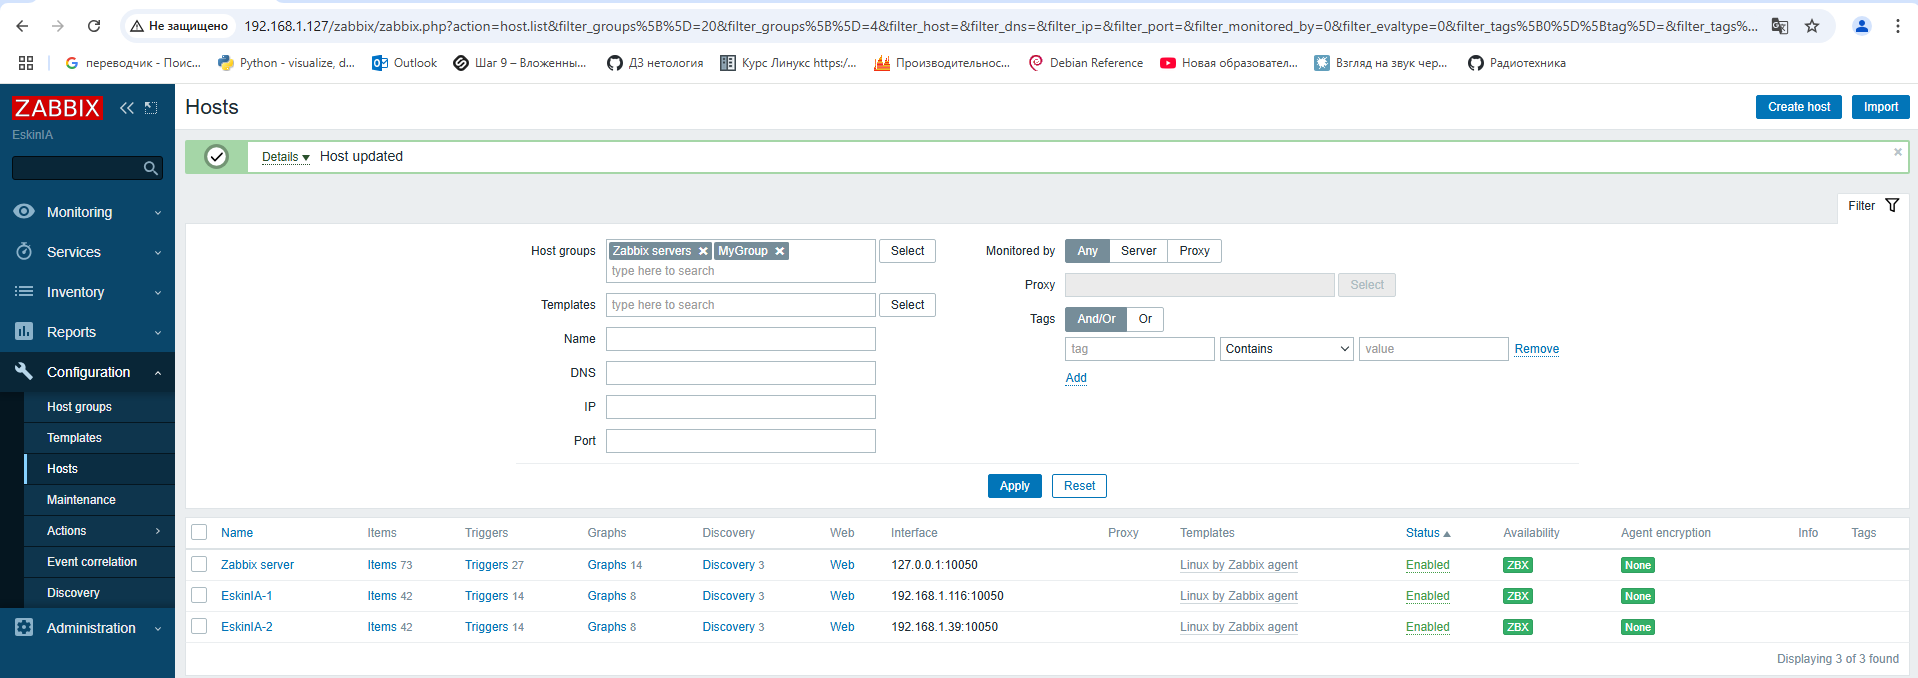 Не защищено 192.168.1.127/zabbix/zabbix.php?action=host.list&filter_groups%5B%5D=20&filter_groups%5B%5D=4&filter_host=&filter_dns=&filter_ip=&filter_port=&filter_monitored_by=0&filter_evaltype=0&filter_tags%5B0%5D%5Btag%5D=&filter_tags%...
переводчик - Поис... Python - visualize, d... Outlook Шаг 9 – Вложенны... ДЗ нетология Курс Линукс https:/... Производительнос... Debian Reference Новая образовател... Взгляд на звук чер... Радиотехника
ZABBIX
EskinIA
Monitoring
Services
Inventory
Reports
Configuration
Host groups
Templates
Hosts
Maintenance
Actions
Event correlation
Discovery
Administration
Hosts
Create host Import
Details Host updated
Filter
Host groups Zabbix servers MyGroup Select
type here to search
Templates type here to search Select
Name
DNS
IP
Port
Monitored by Any Server Proxy
Proxy Select
Tags And/Or Or
tag Contains value Remove
Add
Apply Reset
Name Items Triggers Graphs Discovery Web Interface Proxy Templates Status Availability Agent encryption Info Tags
Zabbix server Items 73 Triggers 27 Graphs 14 Discovery 3 Web 127.0.0.1:10050 Linux by Zabbix agent Enabled ZBX None
EskinIA-1 Items 42 Triggers 14 Graphs 8 Discovery 3 Web 192.168.1.116:10050 Linux by Zabbix agent Enabled ZBX None
EskinIA-2 Items 42 Triggers 14 Graphs 8 Discovery 3 Web 192.168.1.39:10050 Linux by Zabbix agent Enabled ZBX None
Displaying 3 of 3 found